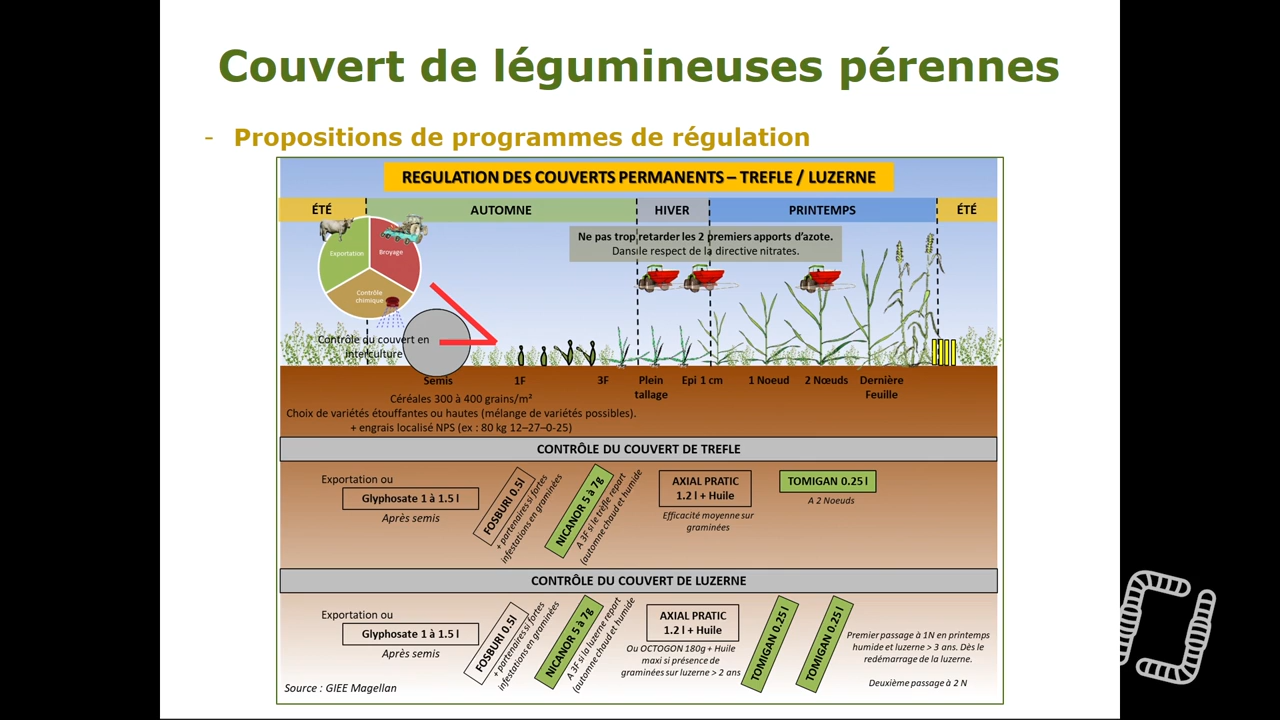 Couvert de légumineuses pérennes
- Propositions de programmes de régulation
REGULATION DES COUVERTS PERMANENTS – TREFLE / LUZERNE
ÉTÉ
AUTOMNE
HIVER
PRINTEMPS
ÉTÉ
Exportation
Broyage
Contrôle
chimique
Ne pas trop retarder les 2 premiers apports d'azote.
Dans le respect de la directive nitrates.
Contrôle du couvert en
interculture
Semis
1F
3F
Plein
tallage
Epi 1 cm
1 Noeud
2 Nœuds
Dernière
Feuille
Céréales 300 à 400 grains/m²
Choix de variétés étouffantes ou hautes (mélange de variétés possibles).
+ engrais localisé NPS (ex : 80 kg 12–27–0-25)
CONTRÔLE DU COUVERT DE TREFLE
Exportation ou
Glyphosate 1 à 1.5 l
Après semis
FOSBURI 0.5l
+ partenaires si fortes
infestations en graminées
NICANOR 5 à 7g
A 3F si le trèfle repart
(automne chaud et humide
AXIAL PRATIC
1.2 l + Huile
Efficacité moyenne sur
graminées
TOMIGAN 0.25 l
A 2 Noeuds
CONTRÔLE DU COUVERT DE LUZERNE
Exportation ou
Glyphosate 1 à 1.5 l
Après semis
FOSBURI 0.5l
+ partenaires si fortes
infestations en graminées
NICANOR 5 à 7g
A 3F si la luzerne repart
(automne chaud et humide
AXIAL PRATIC
1.2 l + Huile
Ou OCTOGON 180g + Huile
maxi si présence de
graminées sur luzerne > 2 ans
TOMIGAN 0.25 l
TOMIGAN 0.25 l
Premier passage à 1N en printemps
humide et luzerne > 3 ans. Dès le
redémarrage de la luzerne.
Deuxième passage à 2 N
Source : GIEE Magellan